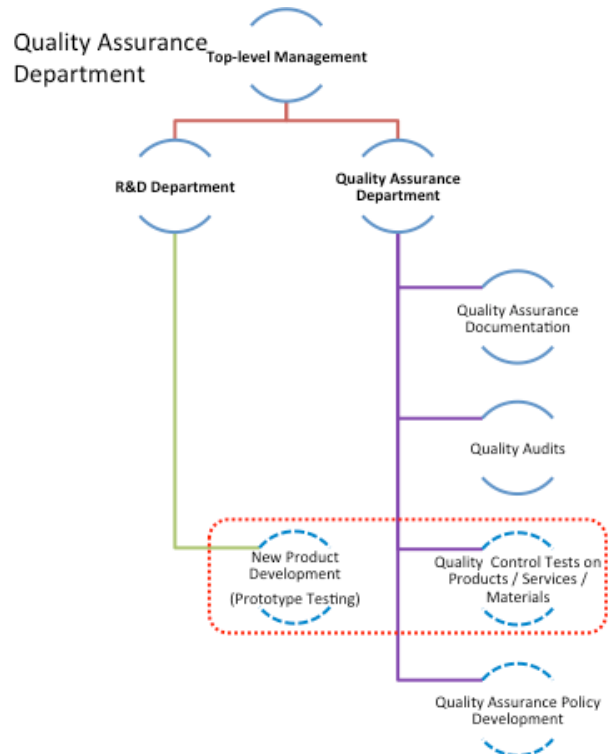 Quality Assurance
Department
Top-level Management
R&D Department
Quality Assurance
Department
Quality Assurance
Documentation
Quality Audits
New Product
Development
(Prototype Testing)
Quality Control Tests on
Products / Services /
Materials
Quality Assurance Policy
Development